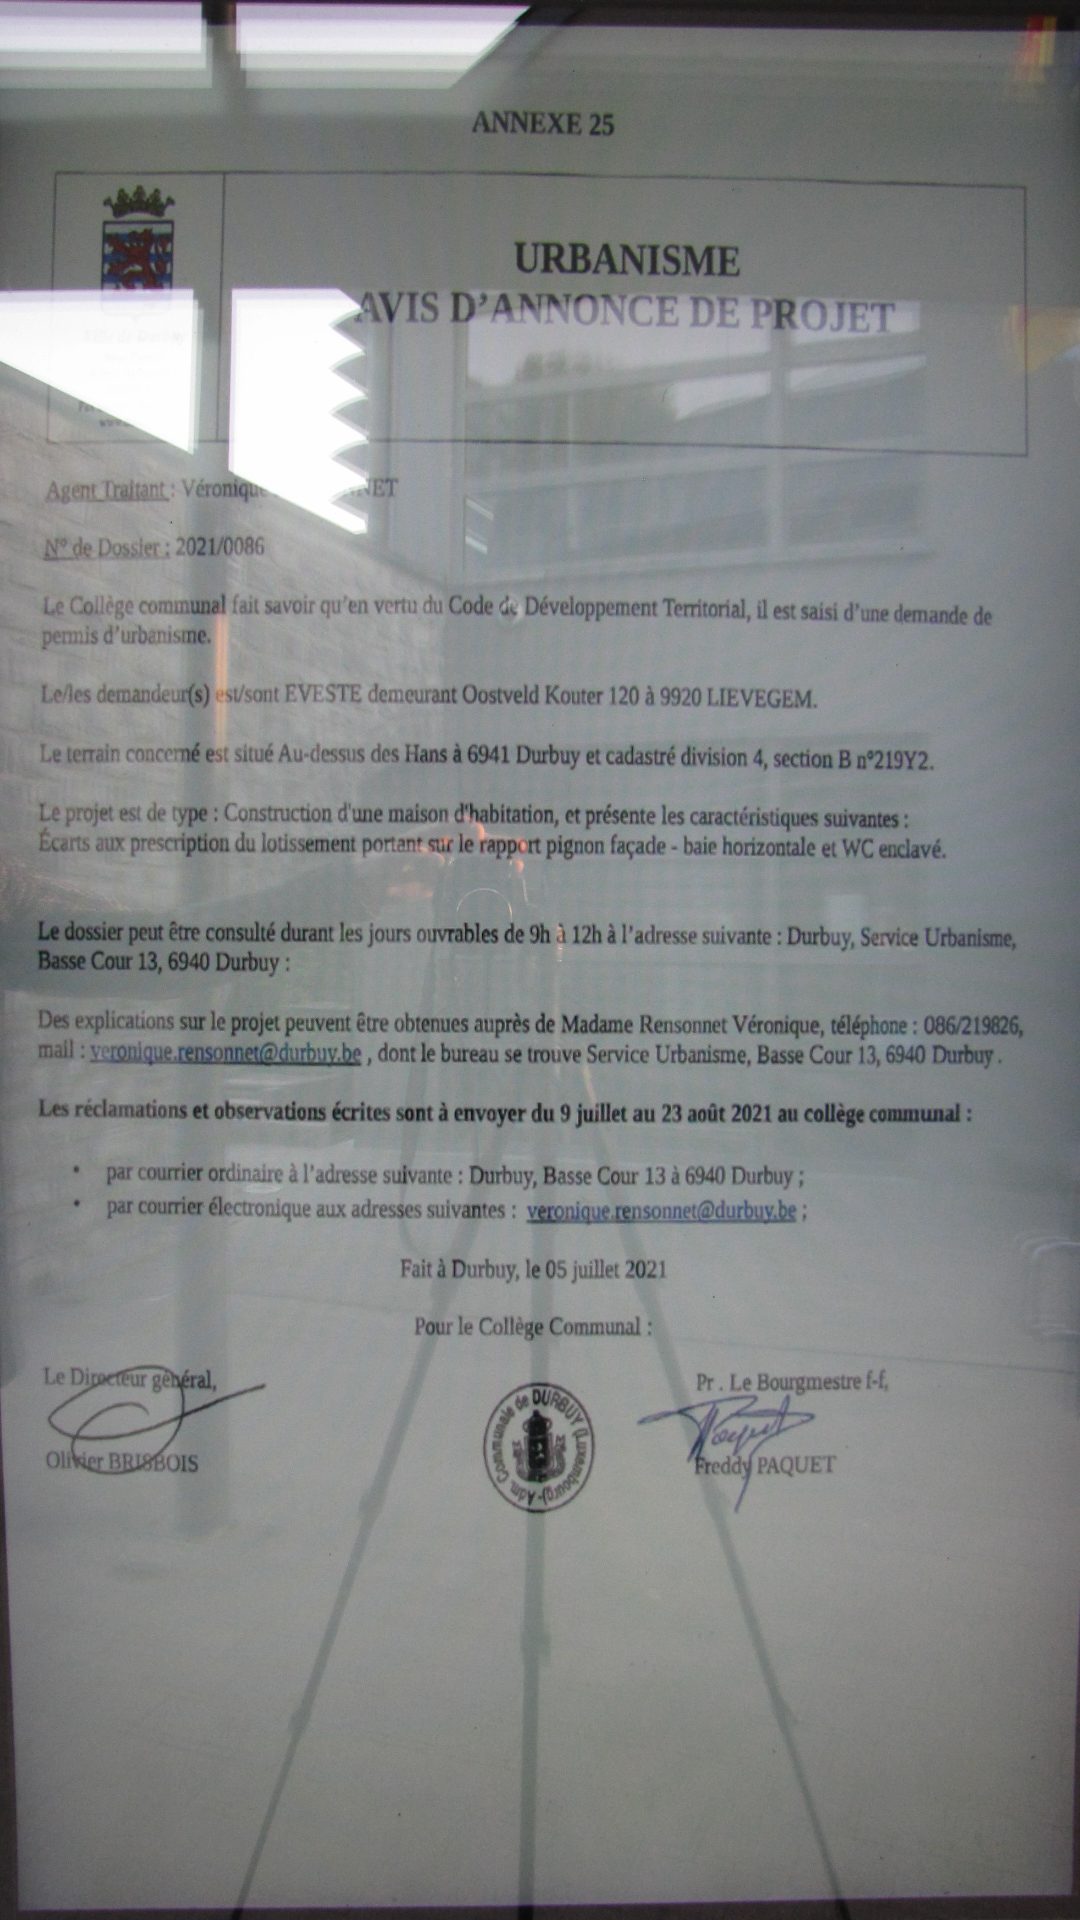 ANNEXE 25
URBANISME
AVIS D'ANNONCE DE PROJET
Agent Traitant : Véronique
N° de Dossier : 2021/0086
Le Collège communal fait savoir qu'en vertu du Code de Développement Territorial, il est saisi d'une demande de
permis d'urbanisme.
Le/les demandeur(s) est/sont EVESTE demeurant Oostveld Kouter 120 à 9920 LIEVEGEM.
Le terrain concerné est situé Au-dessus des Hans à 6941 Durbuy et cadastré division 4, section B n°219Y2.
Le projet est de type : Construction d'une maison d'habitation, et présente les caractéristiques suivantes :
Écarts aux prescription du lotissement portant sur le rapport pignon façade - baie horizontale et WC enclavé.
Le dossier peut être consulté durant les jours ouvrables de 9h à 12h à l'adresse suivante : Durbuy, Service Urbanisme,
Basse Cour 13, 6940 Durbuy :
Des explications sur le projet peuvent être obtenues auprès de Madame Rensonnet Véronique, téléphone : 086/219826,
mail : veronique.rensonnet@durbuy.be , dont le bureau se trouve Service Urbanisme, Basse Cour 13, 6940 Durbuy .
Les réclamations et observations écrites sont à envoyer du 9 juillet au 23 août 2021 au collège communal :
• par courrier ordinaire à l'adresse suivante : Durbuy, Basse Cour 13 à 6940 Durbuy ;
• par courrier électronique aux adresses suivantes : veronique.rensonnet@durbuy.be ;
Fait à Durbuy, le 05 juillet 2021
Pour le Collège Communal :
Le Directeur général,
Pr . Le Bourgmestre f-f,
Adm. Communale de DURBUY (Luxembourg)
Olivier BRISBOIS
Freddy PAQUET